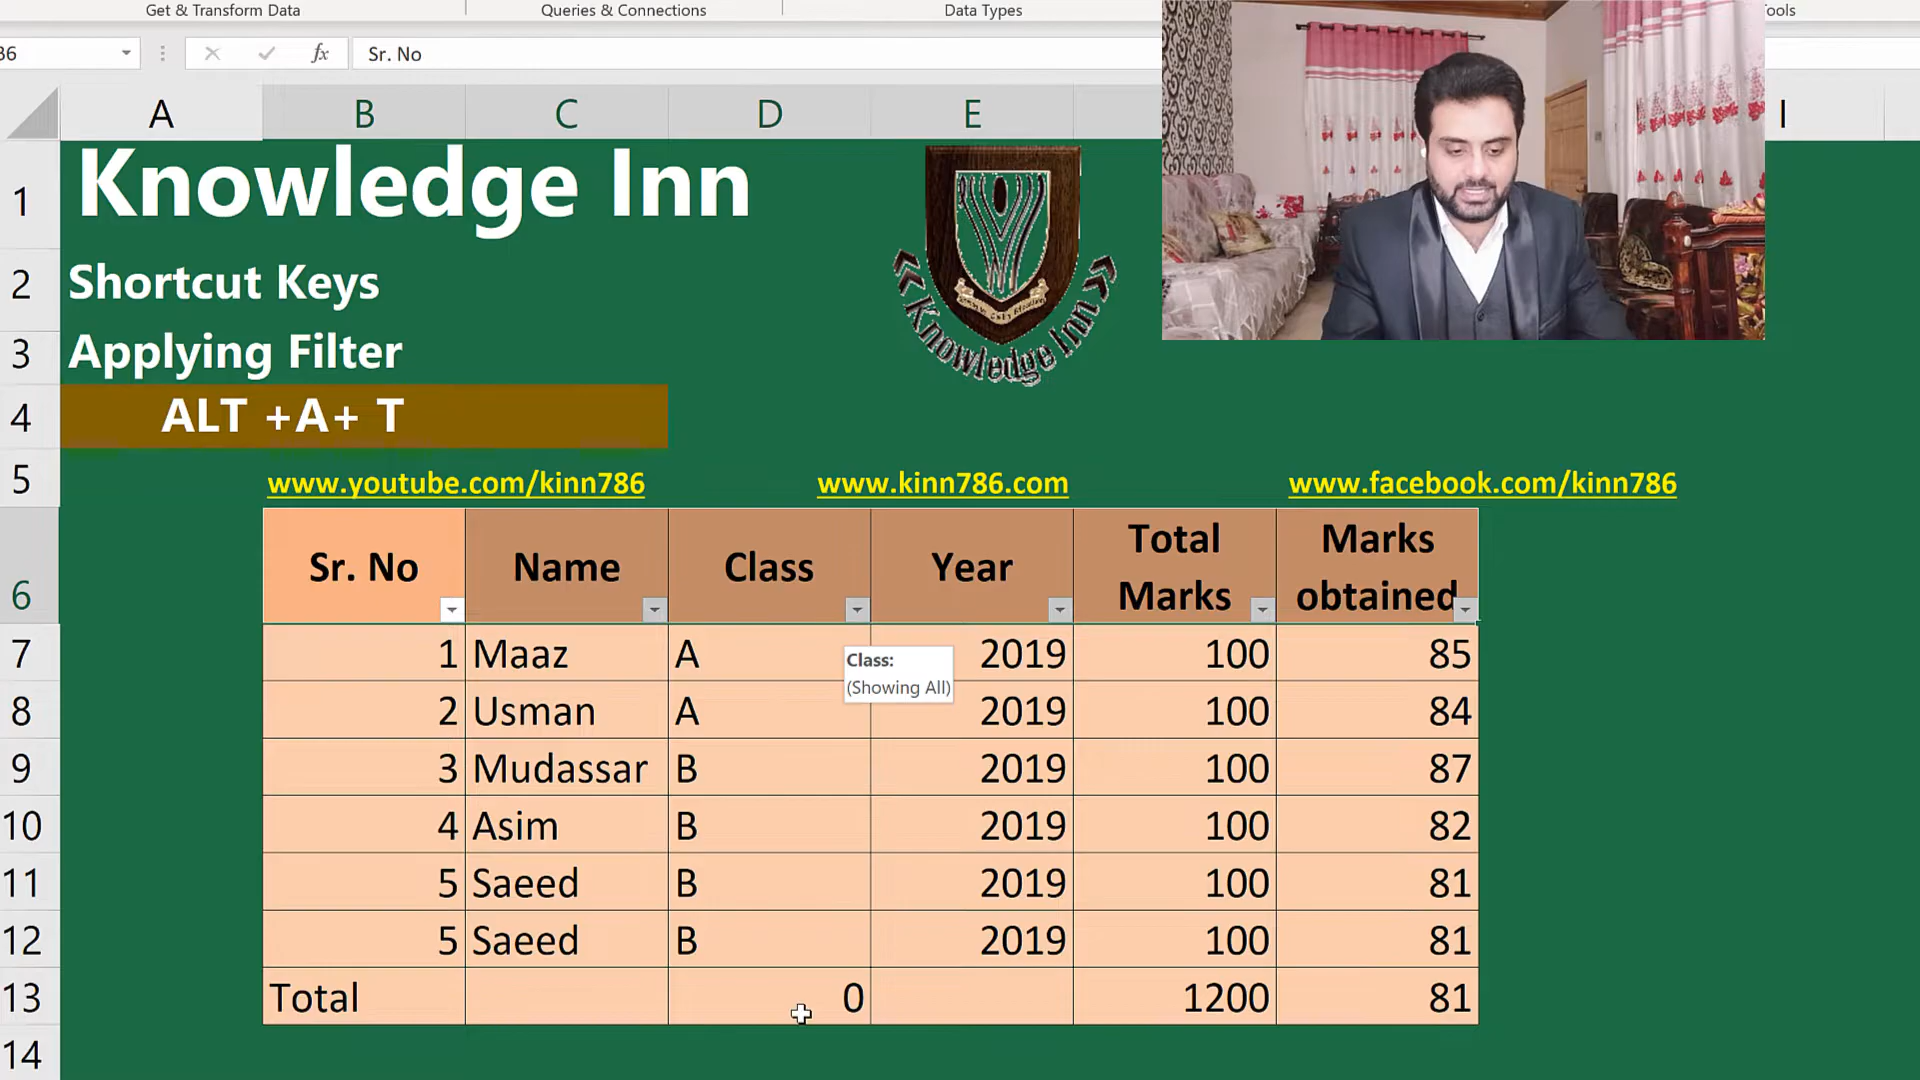 Get & Transform Data Queries & Connections Data Types Tools
B6 fx Sr. No
A B C D E I
1 Knowledge Inn
2 Shortcut Keys
3 Applying Filter
4 ALT +A+ T
Knowledge Inn
5 www.youtube.com/kinn786 www.kinn786.com www.facebook.com/kinn786
6 Sr. No Name Class Year Total Marks Marks obtained
7 1 Maaz A 2019 100 85
Class:
(Showing All)
8 2 Usman A 2019 100 84
9 3 Mudassar B 2019 100 87
10 4 Asim B 2019 100 82
11 5 Saeed B 2019 100 81
12 5 Saeed B 2019 100 81
13 Total 0 1200 81
14